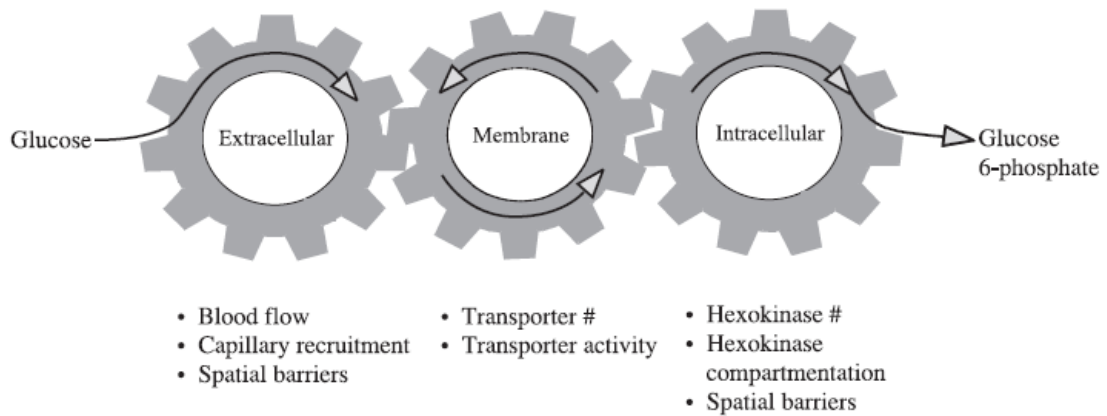 Glucose
Extracellular
Membrane
Intracellular
Glucose
6-phosphate
• Blood flow
• Capillary recruitment
• Spatial barriers
• Transporter #
• Transporter activity
• Hexokinase #
• Hexokinase
compartmentation
• Spatial barriers